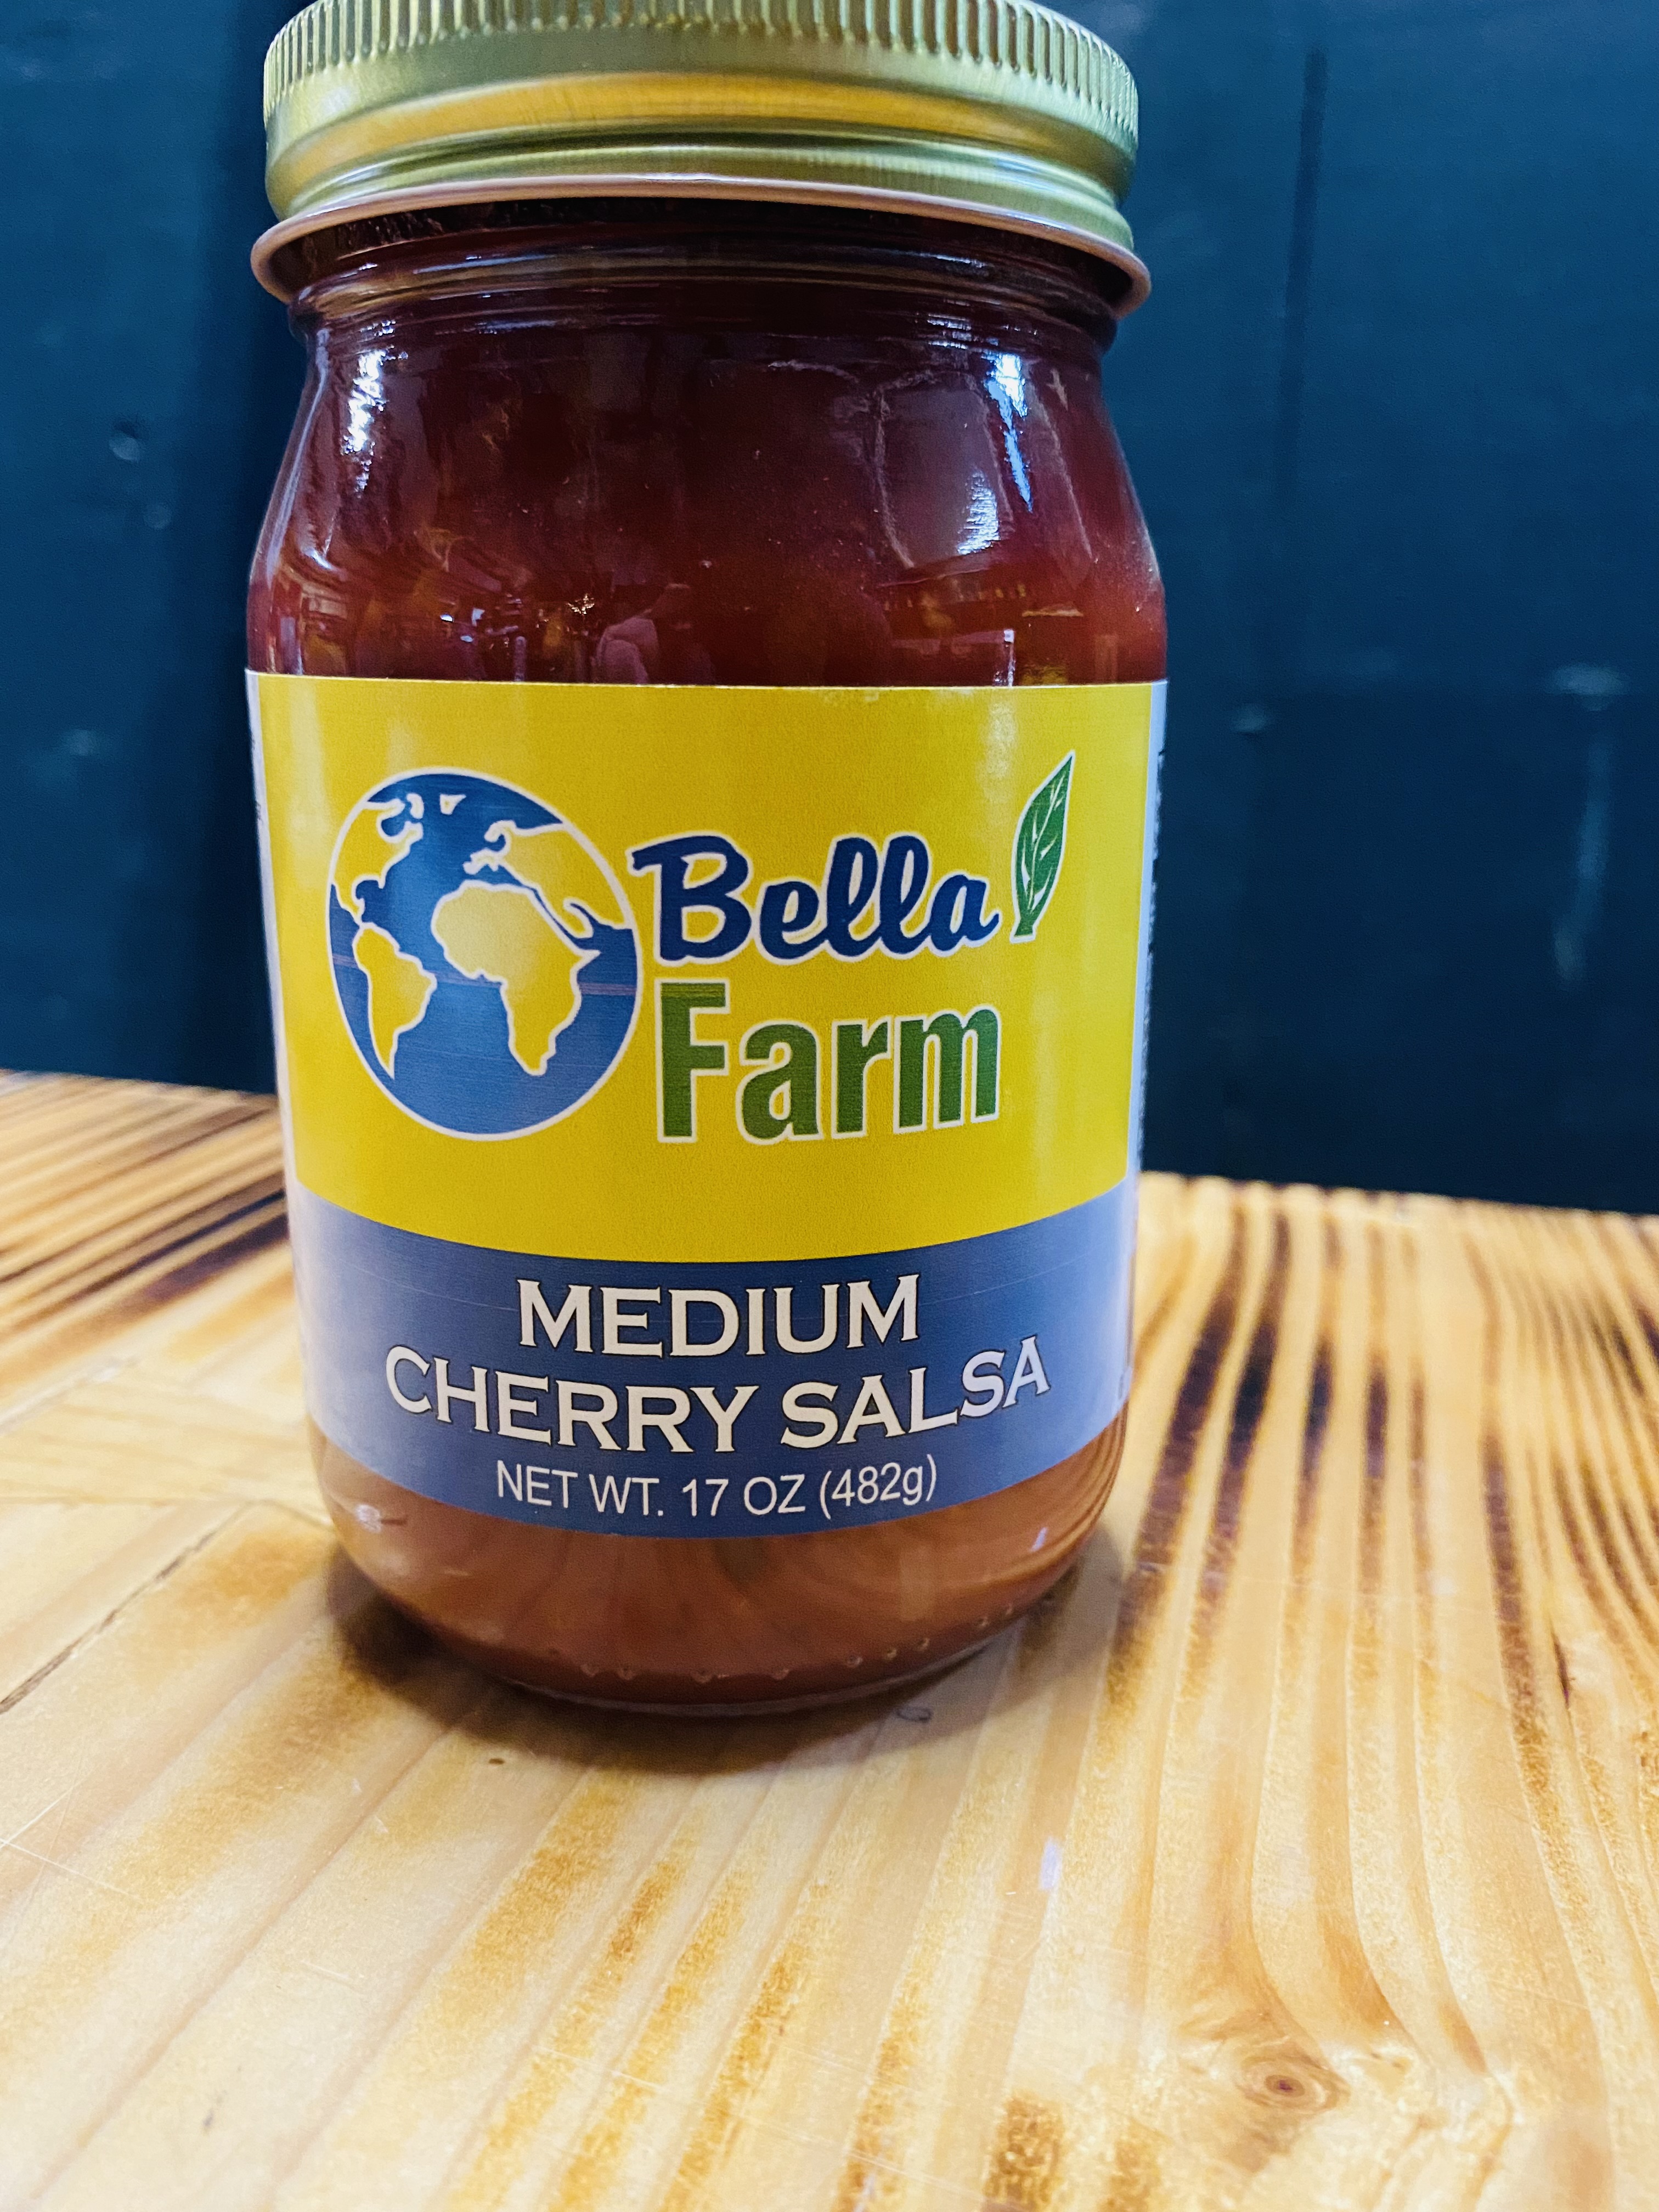 Bella
Farm
MEDIUM
CHERRY SALSA
NET WT. 17 OZ (482g)